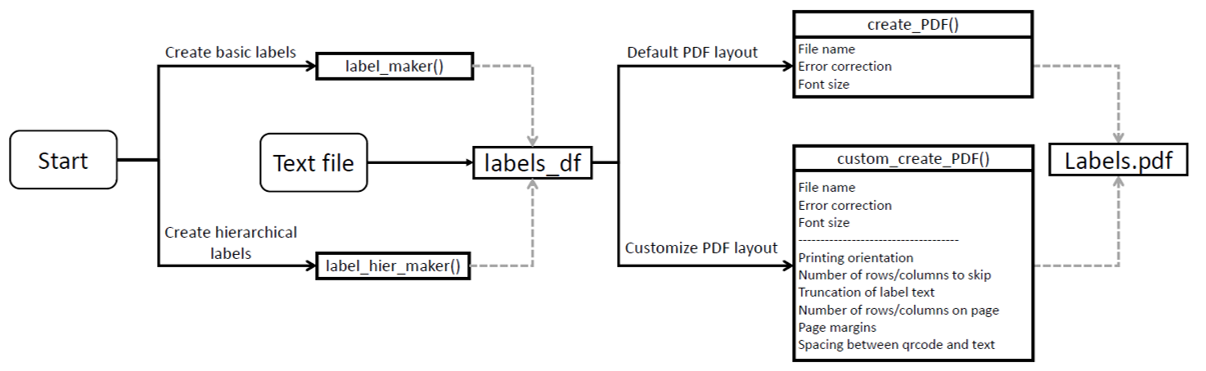 Start
Create basic labels
label_maker()
Text file
Create hierarchical
labels
label_hier_maker()
labels_df
Default PDF layout
create_PDF()
File name
Error correction
Font size
Customize PDF layout
custom_create_PDF()
File name
Error correction
Font size
------------------------------------
Printing orientation
Number of rows/columns to skip
Truncation of label text
Number of rows/columns on page
Page margins
Spacing between qrcode and text
Labels.pdf